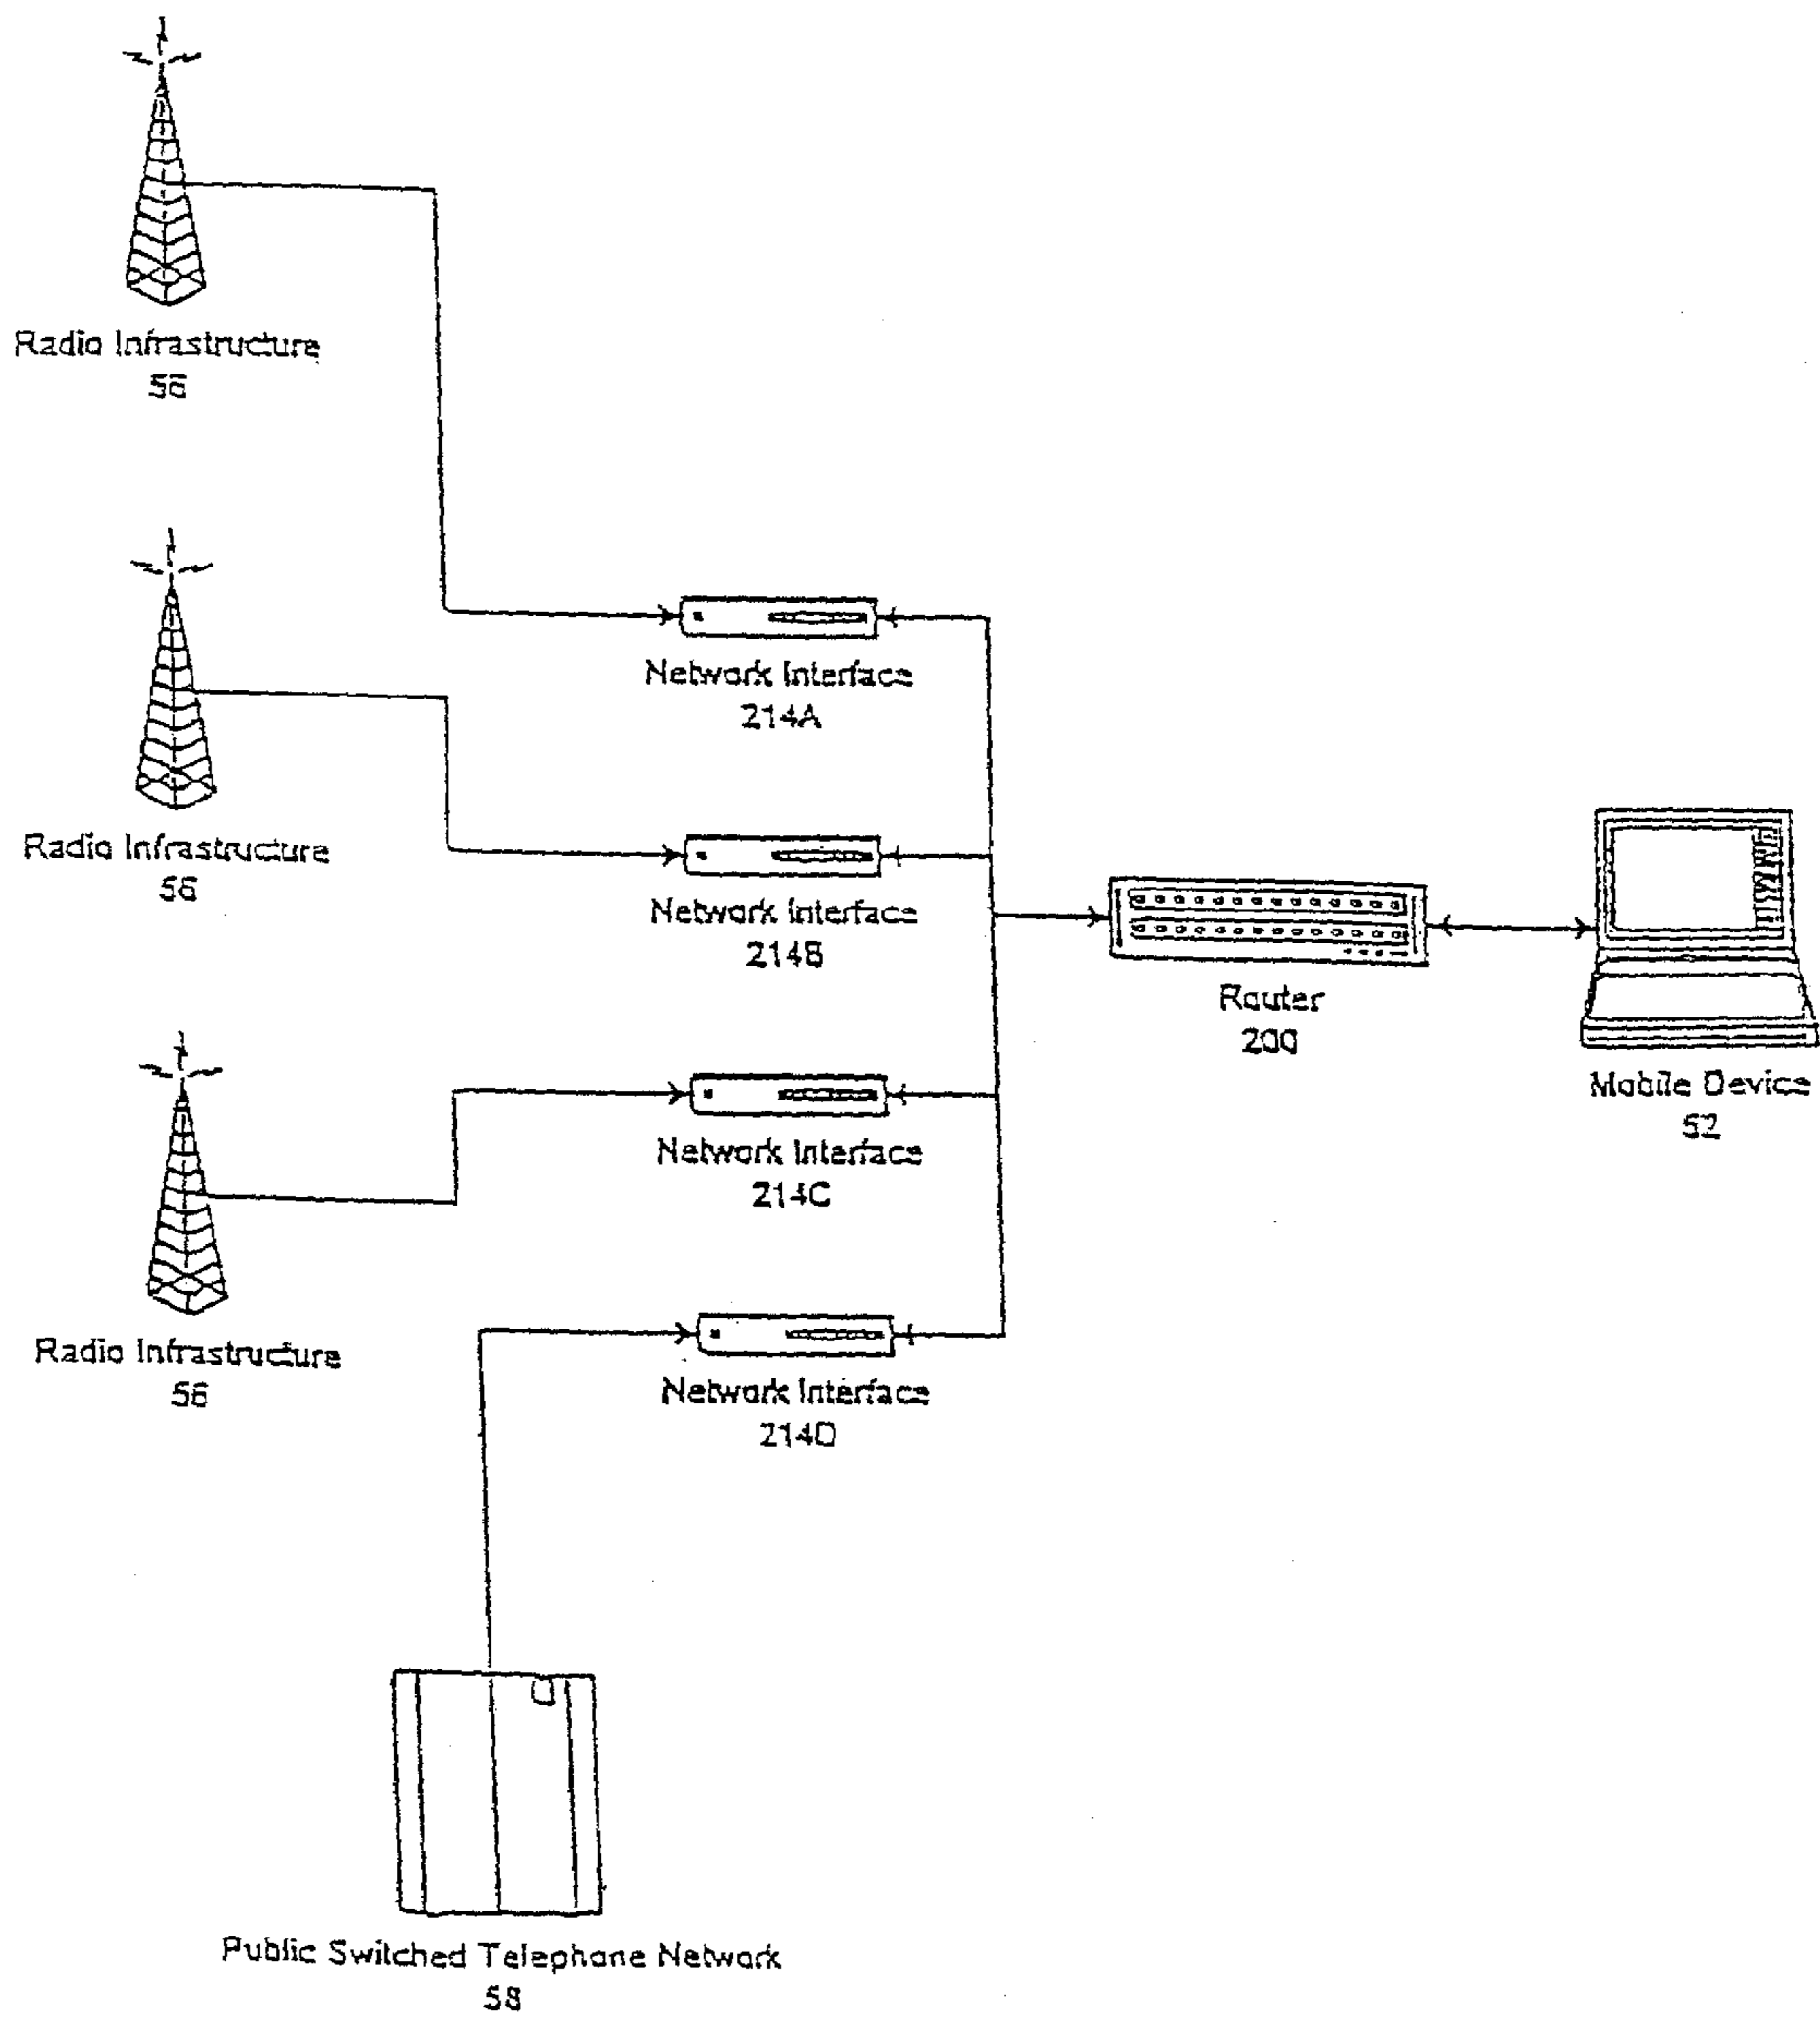 Radio Infrastructure
56
Radio Infrastructure
56
Radio Infrastructure
56
Network Interface
214A
Network Interface
214B
Network Interface
214C
Network Interface
214D
Router
200
Mobile Device
52
Public Switched Telephone Network
58